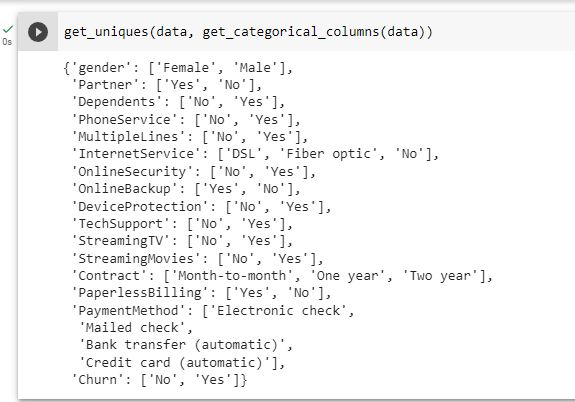 0s
get_uniques(data, get_categorical_columns(data))
{'gender': ['Female', 'Male'],
'Partner': ['Yes', 'No'],
'Dependents': ['No', 'Yes'],
'PhoneService': ['No', 'Yes'],
'MultipleLines': ['No', 'Yes'],
'InternetService': ['DSL', 'Fiber optic', 'No'],
'OnlineSecurity': ['No', 'Yes'],
'OnlineBackup': ['Yes', 'No'],
'DeviceProtection': ['No', 'Yes'],
'TechSupport': ['No', 'Yes'],
'StreamingTV': ['No', 'Yes'],
'StreamingMovies': ['No', 'Yes'],
'Contract': ['Month-to-month', 'One year', 'Two year'],
'PaperlessBilling': ['Yes', 'No'],
'PaymentMethod': ['Electronic check',
'Mailed check',
'Bank transfer (automatic)',
'Credit card (automatic)'],
'Churn': ['No', 'Yes']}